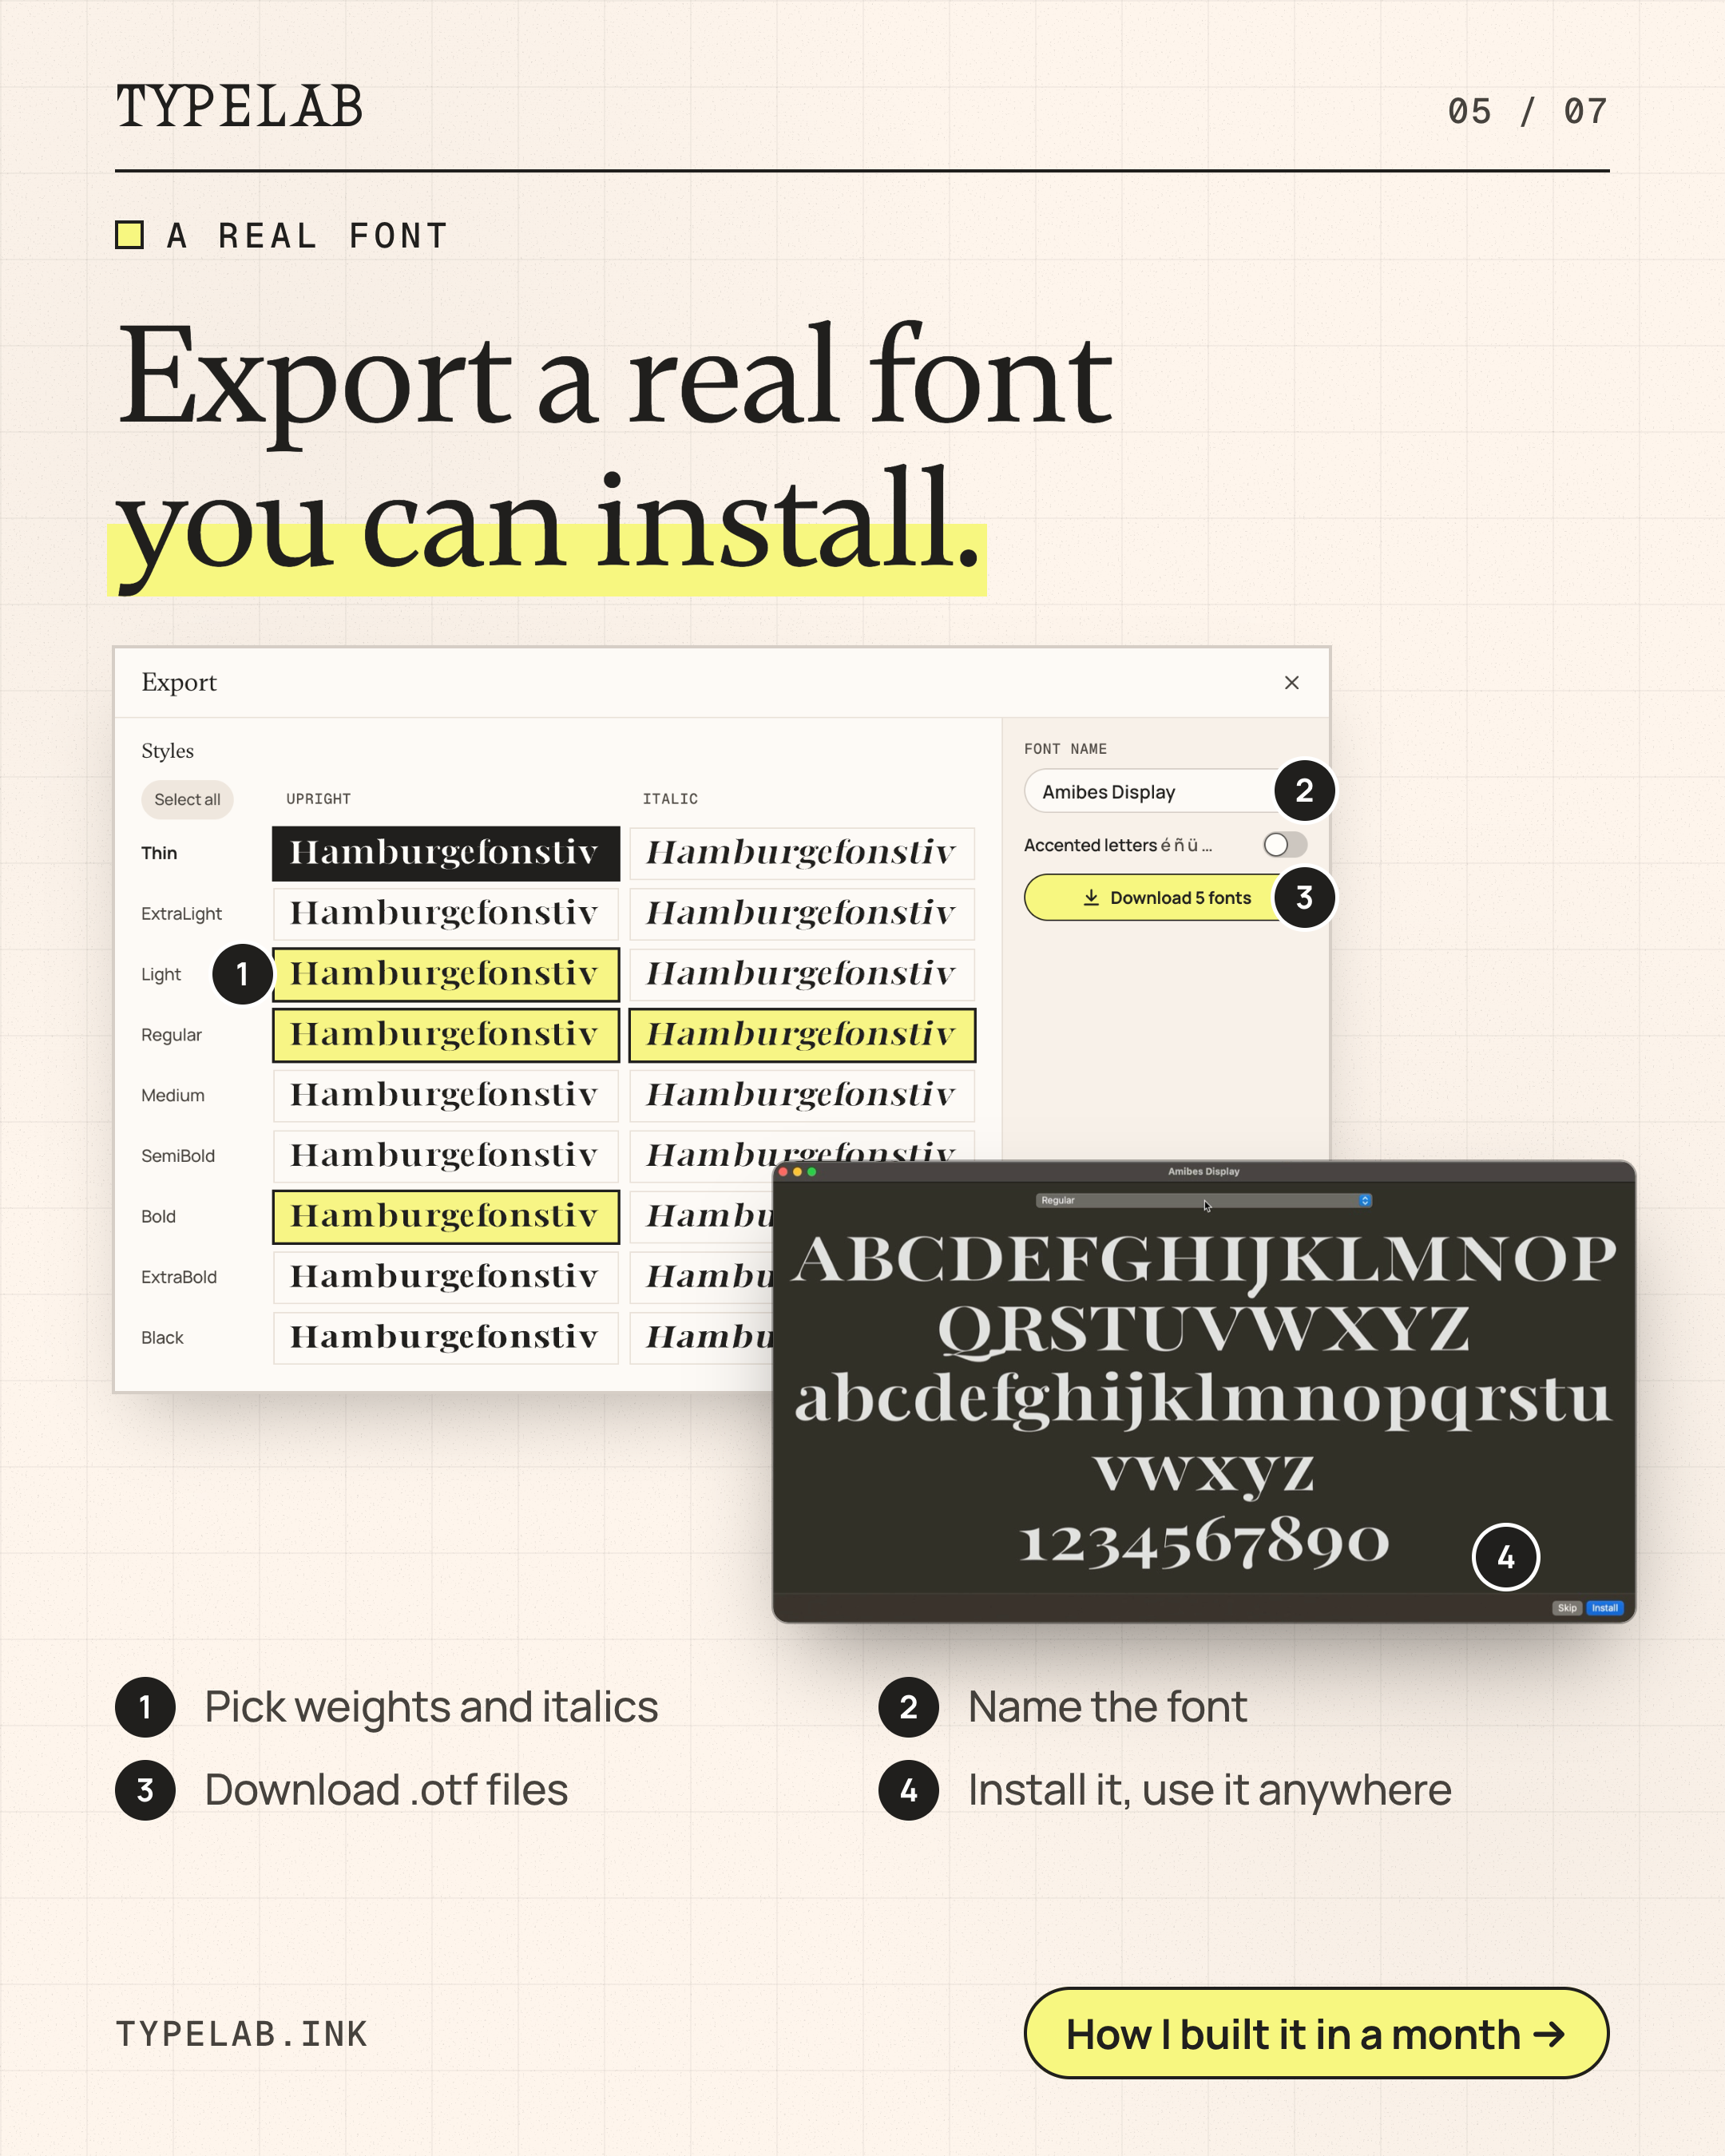 TYPELAB
05 / 07
A REAL FONT
Export a real font
you can install.
Export
Styles
Select all
UPRIGHT
ITALIC
Thin
Hamburgefonstiv
Hamburgefonstiv
ExtraLight
Hamburgefonstiv
Hamburgefonstiv
Light
1
Hamburgefonstiv
Hamburgefonstiv
Regular
Hamburgefonstiv
Hamburgefonstiv
Medium
Hamburgefonstiv
Hamburgefonstiv
SemiBold
Hamburgefonstiv
Hamburgefonstiv
Bold
Hamburgefonstiv
Hambu
ExtraBold
Hamburgefonstiv
Hambu
Black
Hamburgefonstiv
Hambu
FONT NAME
Amibes Display
2
Accented letters é ñ ü ...
Download 5 fonts
3
Amibes Display
Regular
ABCDEFGHIJKLMNOP
QRSTUVWXYZ
abcdefghijklmnopqrstu
vwxyz
1234567890
4
Skip
Install
1 Pick weights and italics
2 Name the font
3 Download .otf files
4 Install it, use it anywhere
TYPELAB.INK
How I built it in a month →